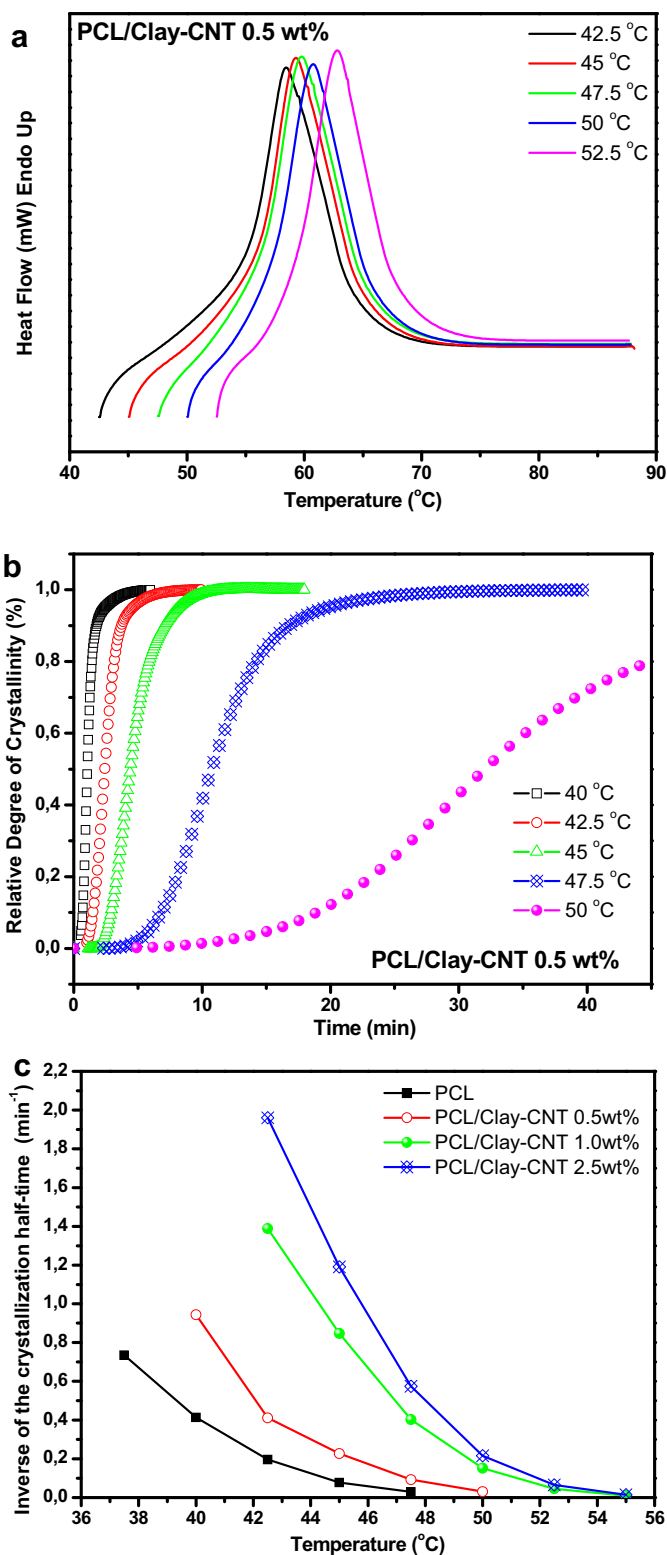 a
PCL/Clay-CNT 0.5 wt%
42.5 °C
45 °C
47.5 °C
50 °C
52.5 °C
Heat Flow (mW) Endo Up
40 50 60 70 80 90
Temperature (°C)
b
1,0
0,8
0,6
0,4
0,2
0,0
Relative Degree of Crystallinity (%)
40 °C
42.5 °C
45 °C
47.5 °C
50 °C
PCL/Clay-CNT 0.5 wt%
0 10 20 30 40
Time (min)
c
2,2
2,0
1,8
1,6
1,4
1,2
1,0
0,8
0,6
0,4
0,2
0,0
Inverse of the crystallization half-time (min-1)
PCL
PCL/Clay-CNT 0.5wt%
PCL/Clay-CNT 1.0wt%
PCL/Clay-CNT 2.5wt%
36 38 40 42 44 46 48 50 52 54 56
Temperature (°C)